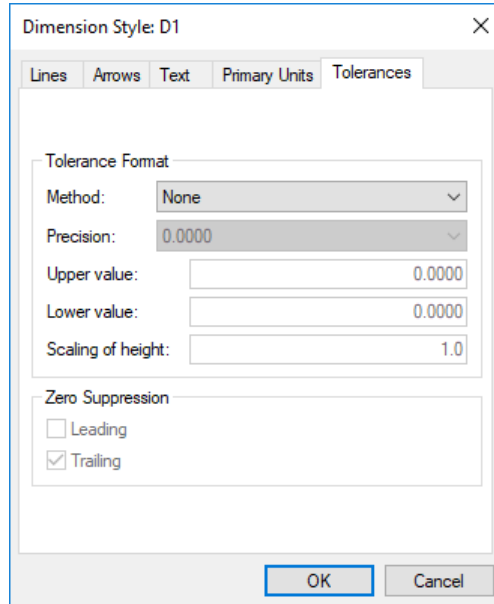 Dimension Style: D1
Lines Arrows Text Primary Units Tolerances
Tolerance Format
Method: None
Precision: 0.0000
Upper value: 0.0000
Lower value: 0.0000
Scaling of height: 1.0
Zero Suppression
Leading
Trailing
OK Cancel